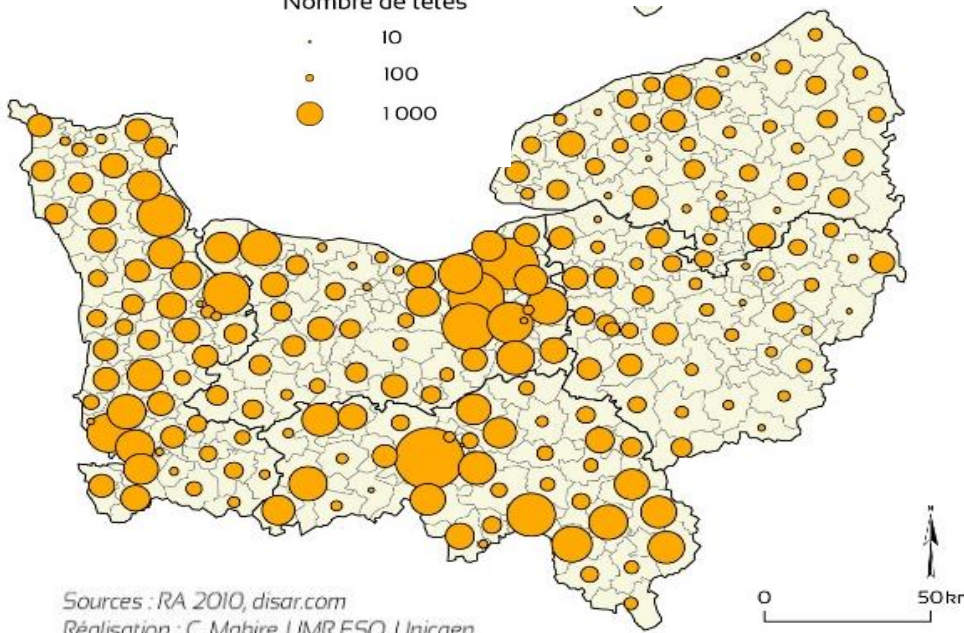 Nombre de têtes
10
100
1 000
N
0
50 km
Sources : RA 2010, disar.com
Réalisation : C. Mabire, UMR ESO, Unicaen